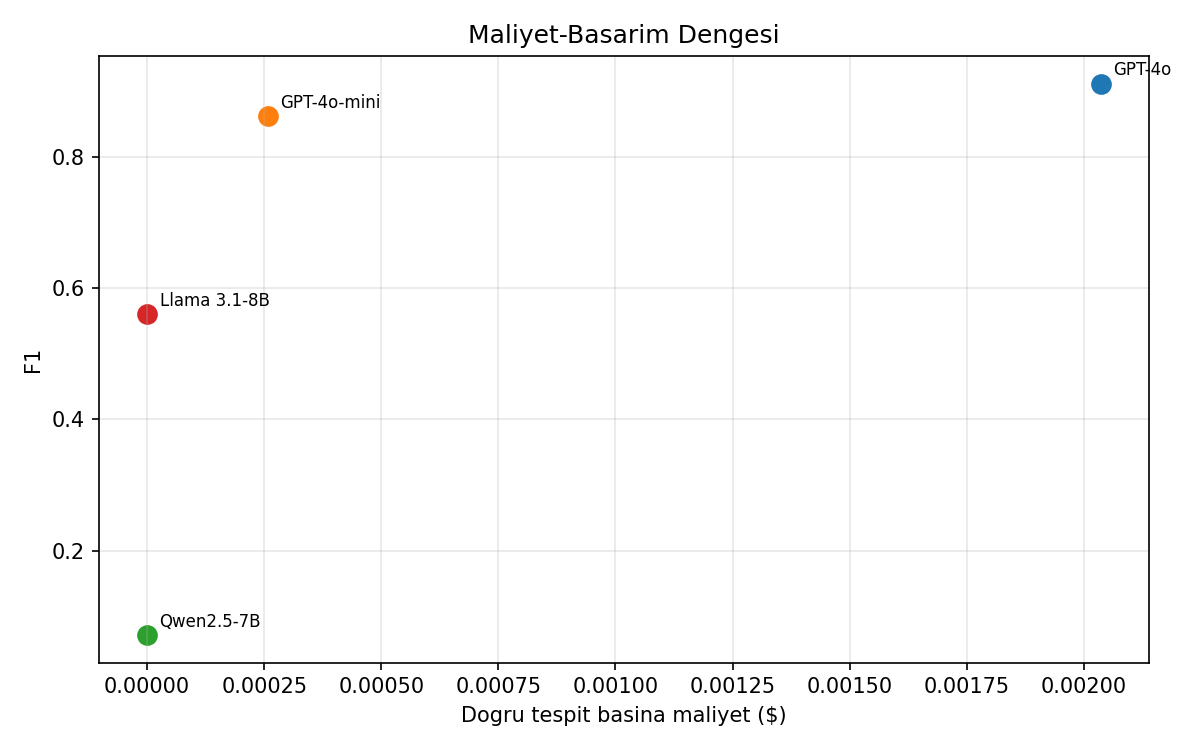 Maliyet-Basarim Dengesi
GPT-4o
GPT-4o-mini
0.8
0.6
Llama 3.1-8B
F1
0.4
0.2
Qwen2.5-7B
0.00000 0.00025 0.00050 0.00075 0.00100 0.00125 0.00150 0.00175 0.00200
Dogru tespit basina maliyet ($)